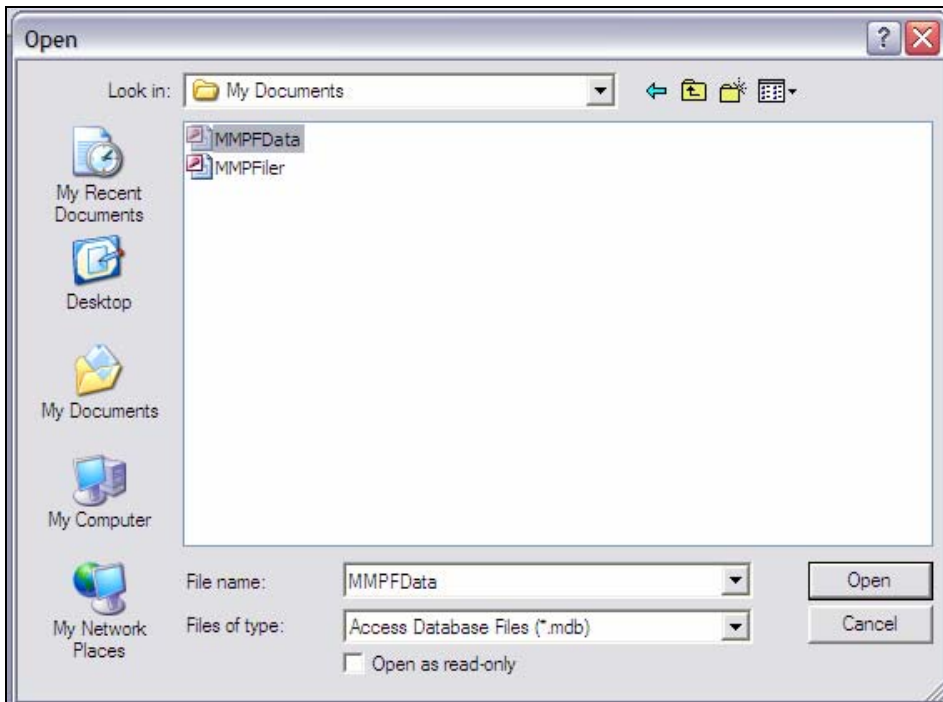 Open
Look in: My Documents
MMPFData
MMPFiler
My Recent
Documents
Desktop
My Documents
My Computer
My Network
Places
File name: MMPFData Open
Files of type: Access Database Files (*.mdb) Cancel
Open as read-only